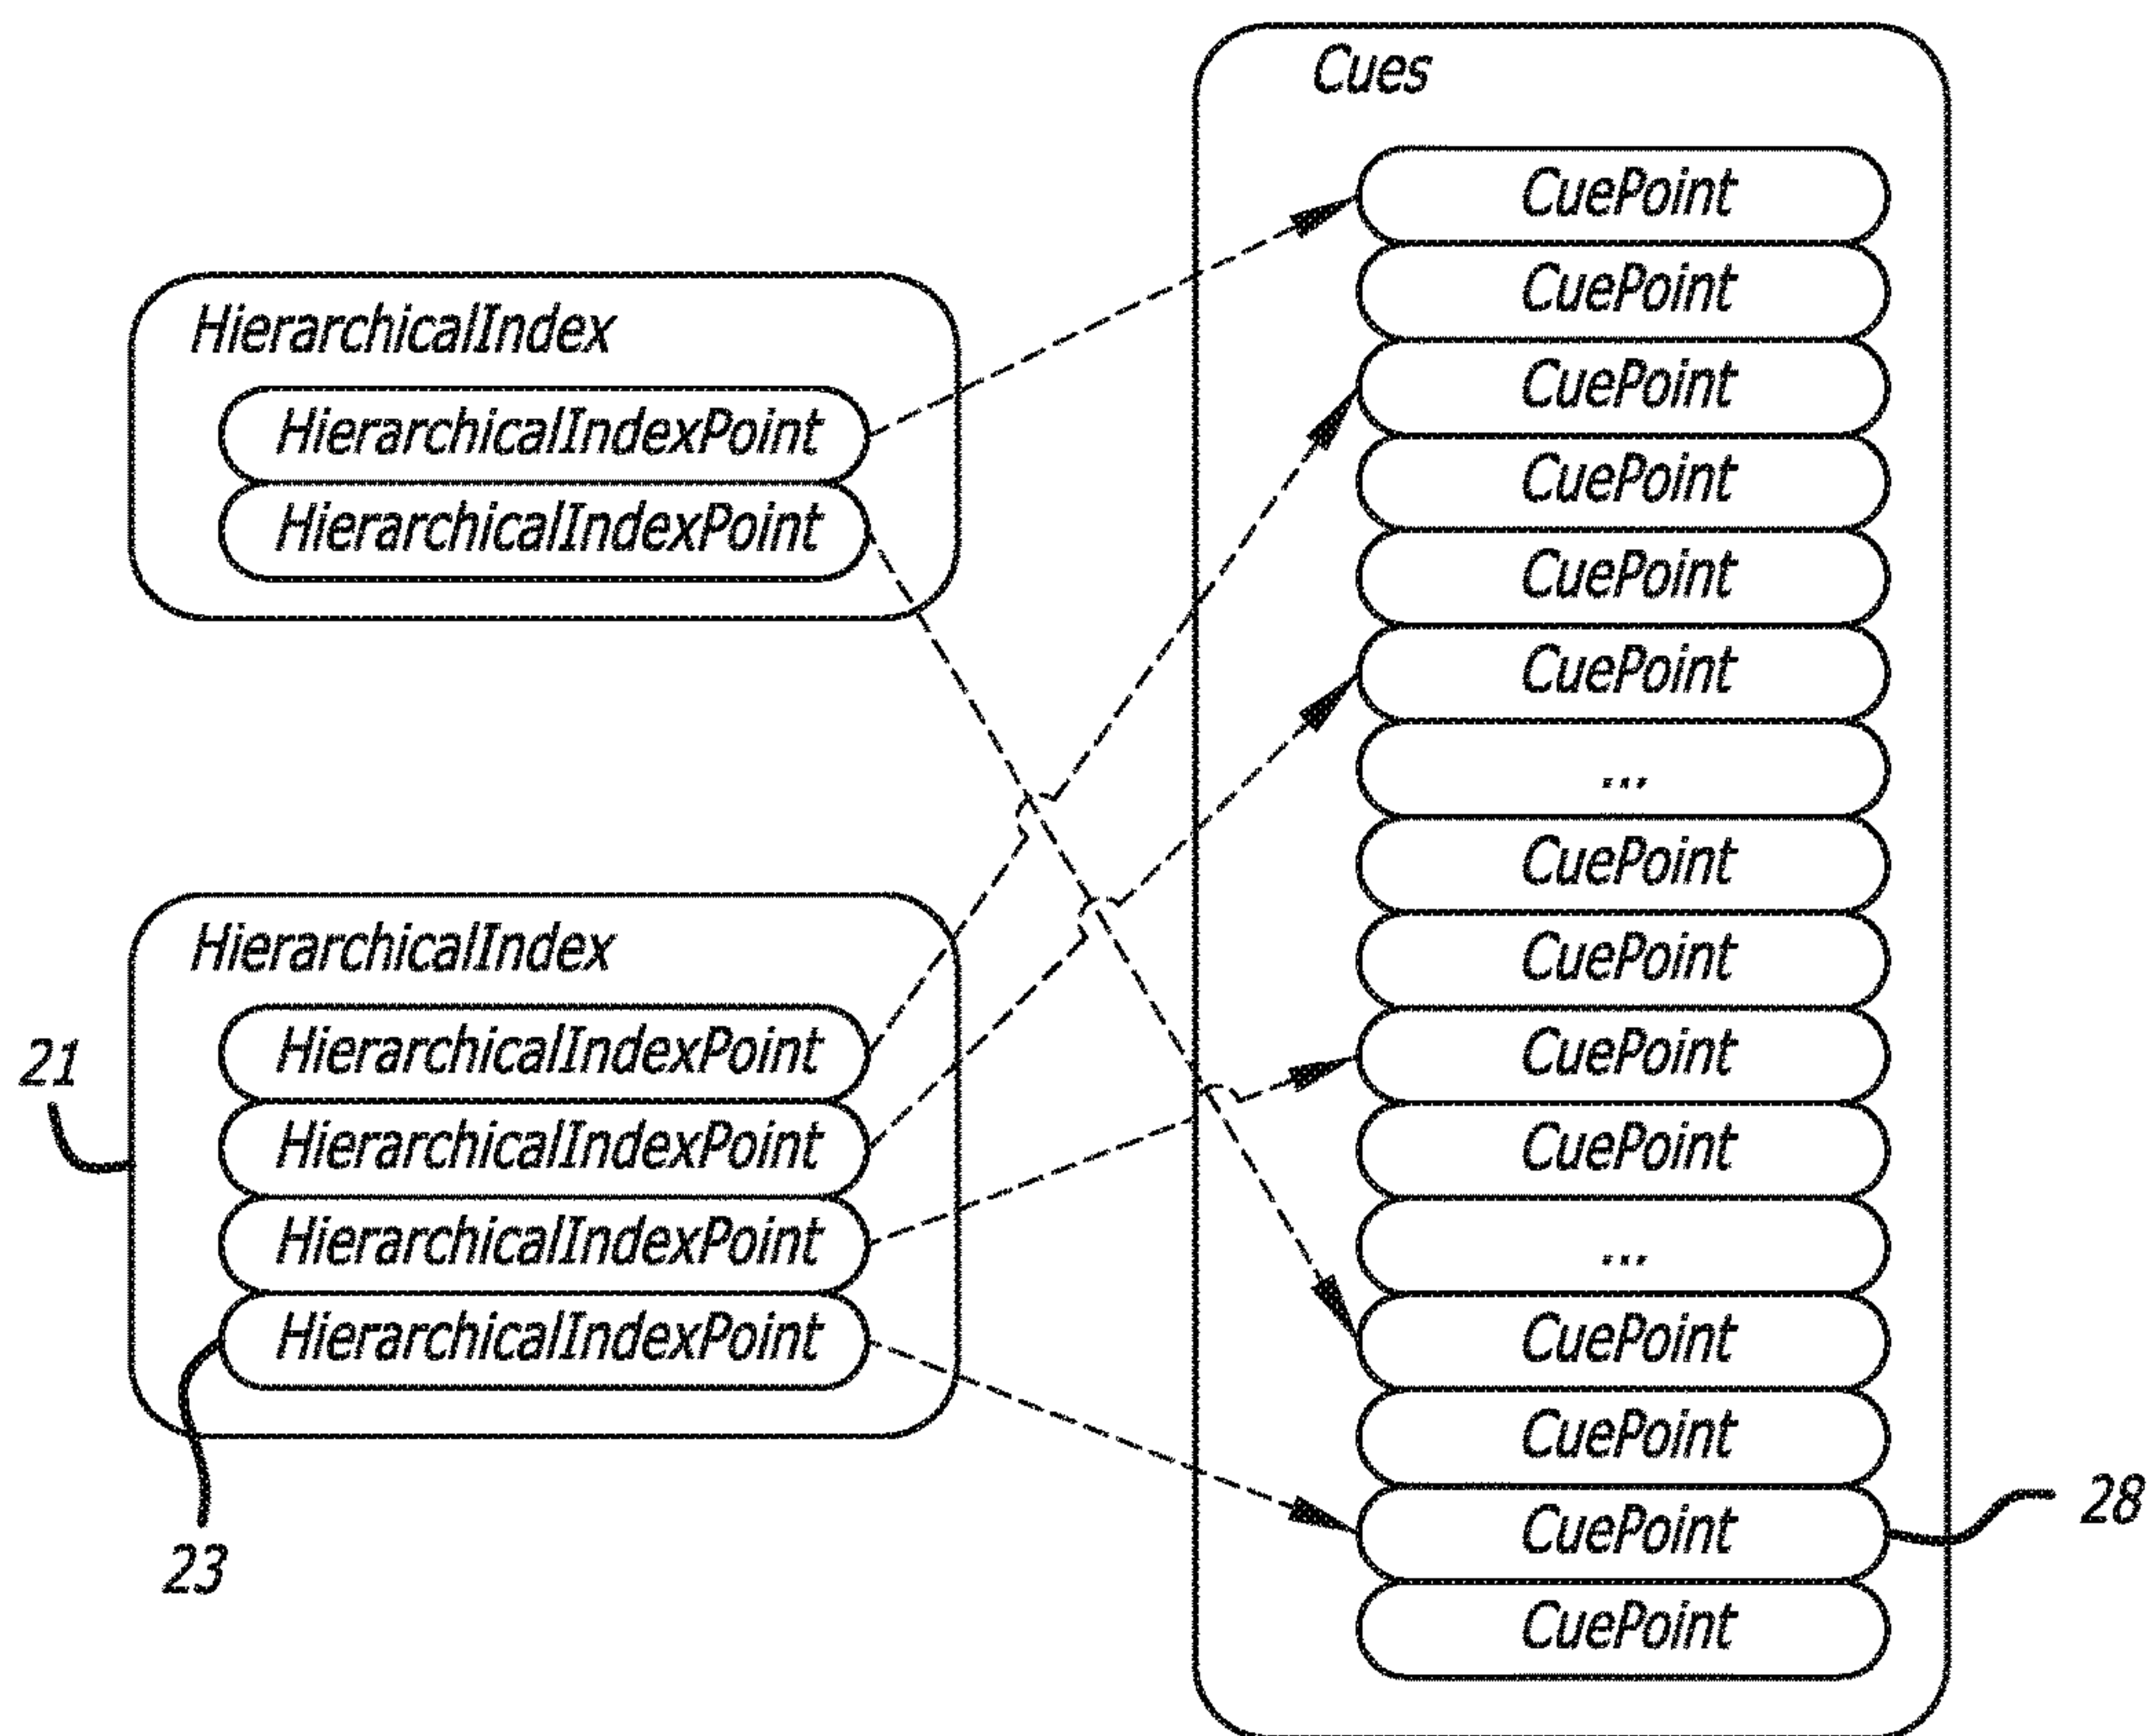 HierarchicalIndex
HierarchicalIndexPoint
HierarchicalIndexPoint
HierarchicalIndex
HierarchicalIndexPoint
HierarchicalIndexPoint
HierarchicalIndexPoint
HierarchicalIndexPoint
21
23
Cues
CuePoint
CuePoint
CuePoint
CuePoint
CuePoint
CuePoint
...
CuePoint
CuePoint
CuePoint
CuePoint
...
CuePoint
CuePoint
CuePoint
CuePoint
28